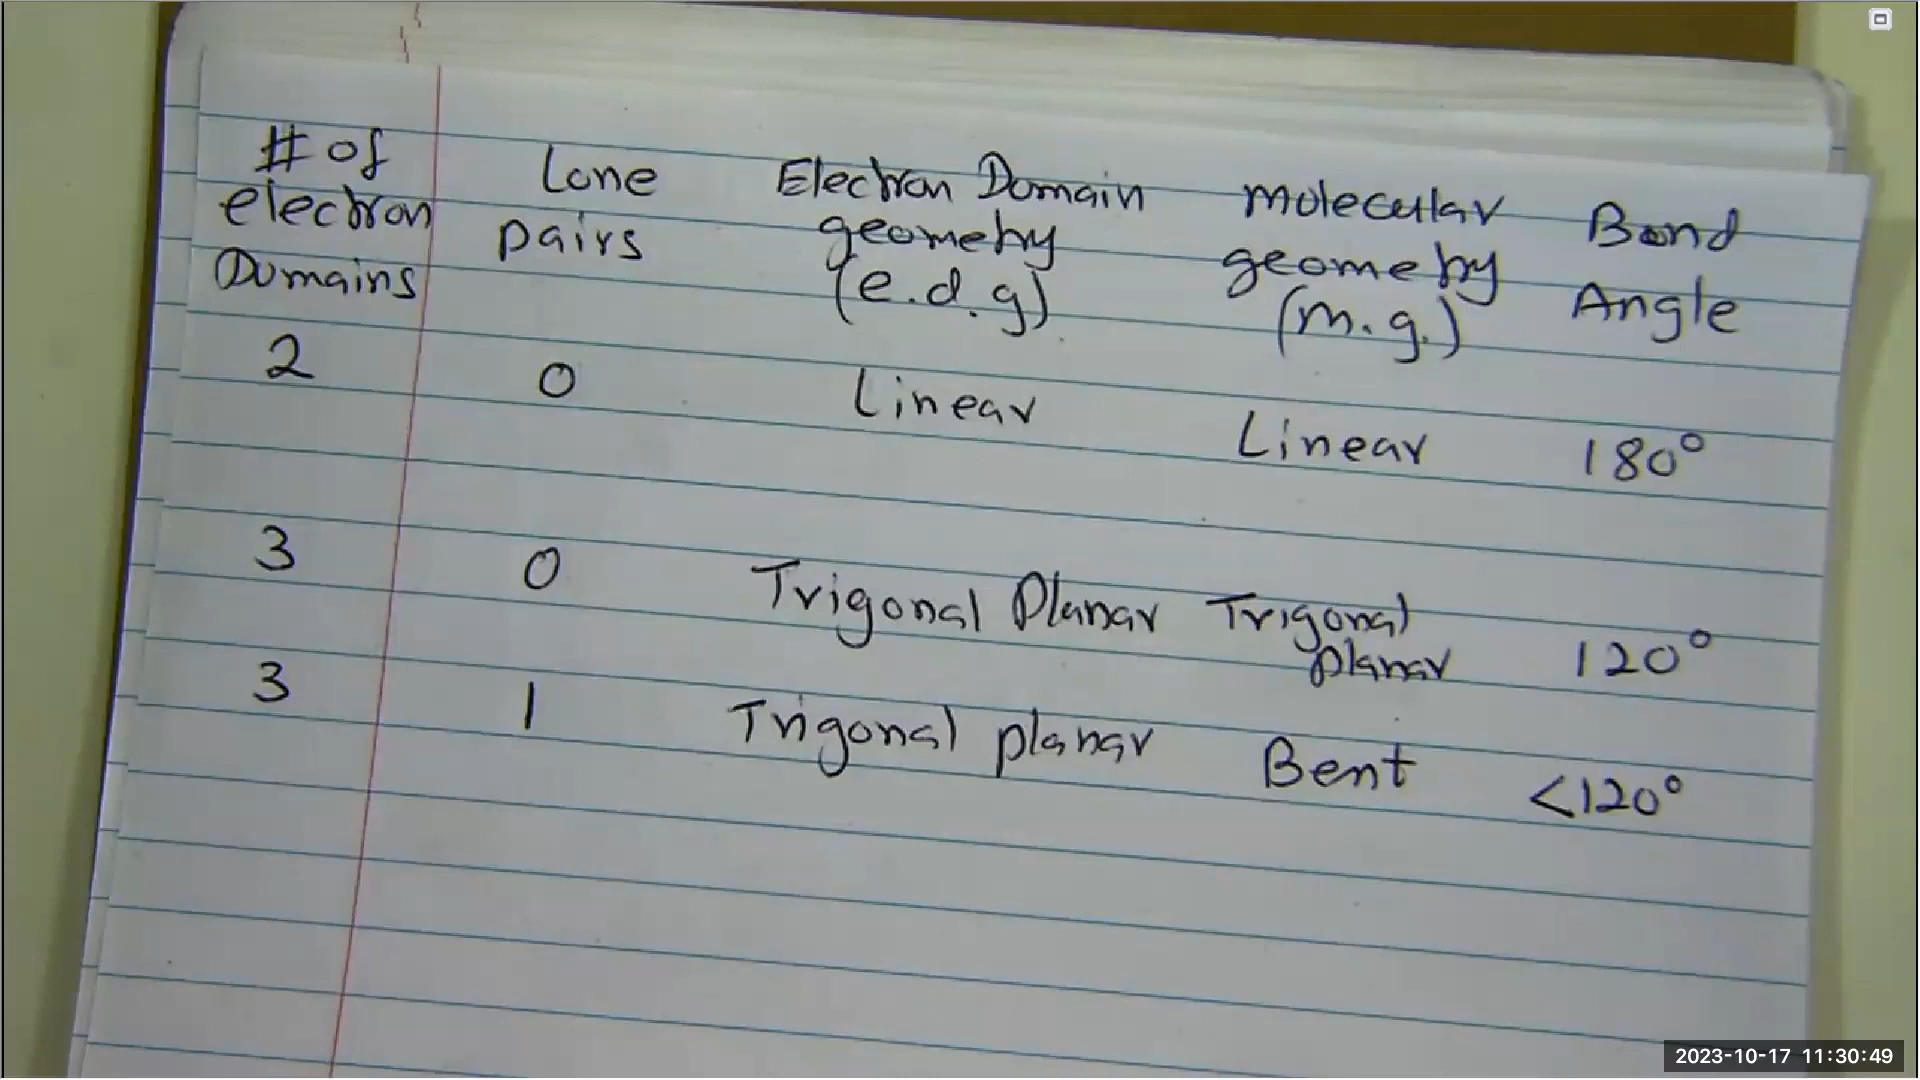 # of electron Domains
Lone pairs
Electron Domain geometry (e.d.g)
molecular geometry (m.g.)
Bond Angle
2 0 Linear Linear 180°
3 0 Trigonal Planar Trigonal planar 120°
3 1 Trigonal planar Bent <120°
2023-10-17 11:30:49